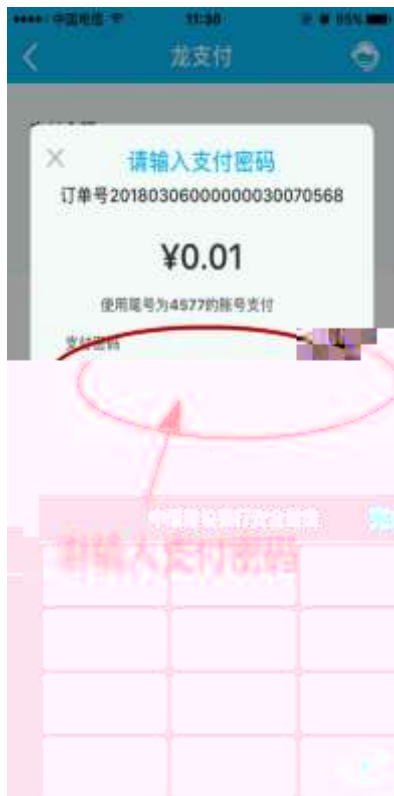 中国电信 11:30 95%
龙支付
请输入支付密码
订单号20180306000000030070568
¥0.01
使用尾号为4577的账号支付
支付密码
请输入支付密码